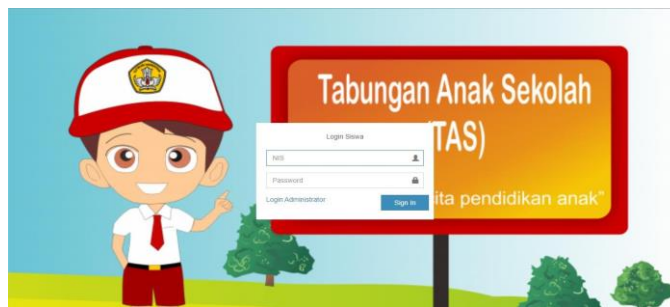 Tabungan Anak Sekolah
TAS)
Login Siswa
NIS
Password
Login Administrator
Sign In
ita pendidikan anak"